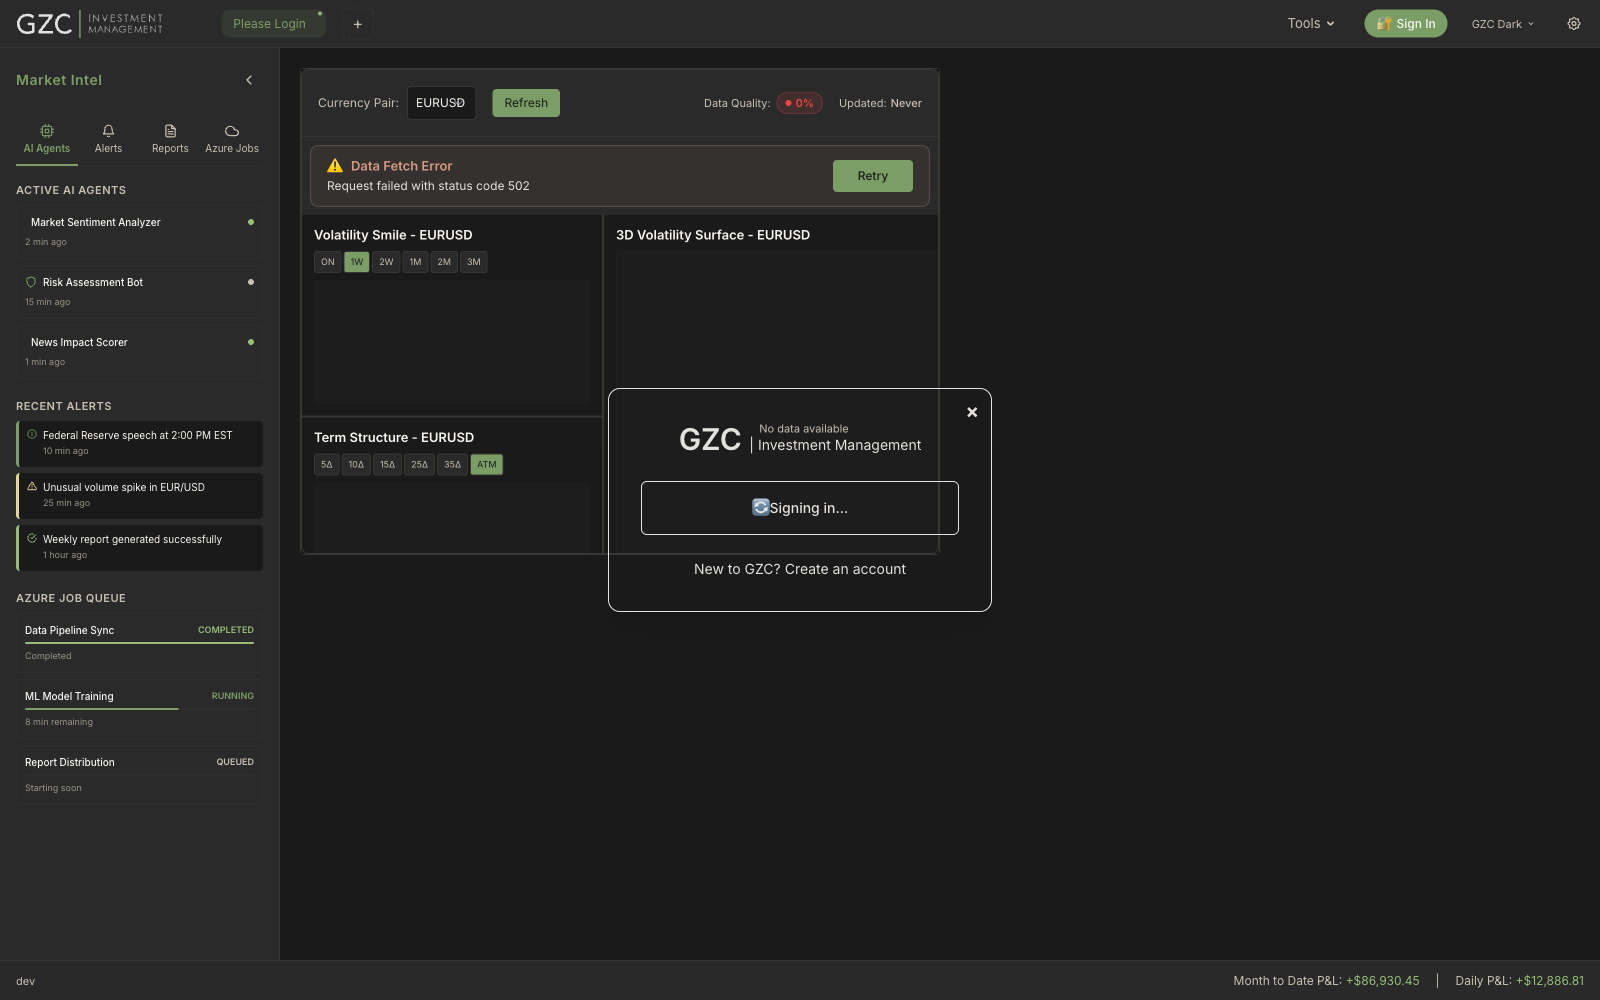 GZC INVESTMENT MANAGEMENT
Please Login
+
Tools
Sign In
GZC Dark
Market Intel
AI Agents
Alerts
Reports
Azure Jobs
ACTIVE AI AGENTS
Market Sentiment Analyzer
2 min ago
Risk Assessment Bot
15 min ago
News Impact Scorer
1 min ago
RECENT ALERTS
Federal Reserve speech at 2:00 PM EST
10 min ago
Unusual volume spike in EUR/USD
25 min ago
Weekly report generated successfully
1 hour ago
AZURE JOB QUEUE
Data Pipeline Sync
COMPLETED
Completed
ML Model Training
RUNNING
8 min remaining
Report Distribution
QUEUED
Starting soon
Currency Pair:
EURUSD
Refresh
Data Quality:
0%
Updated: Never
Data Fetch Error
Request failed with status code 502
Retry
Volatility Smile - EURUSD
ON
1W
2W
1M
2M
3M
3D Volatility Surface - EURUSD
Term Structure - EURUSD
5Δ
10Δ
15Δ
25Δ
35Δ
ATM
No data available
GZC | Investment Management
Signing in...
New to GZC? Create an account
dev
Month to Date P&L: +$86,930.45
Daily P&L: +$12,886.81